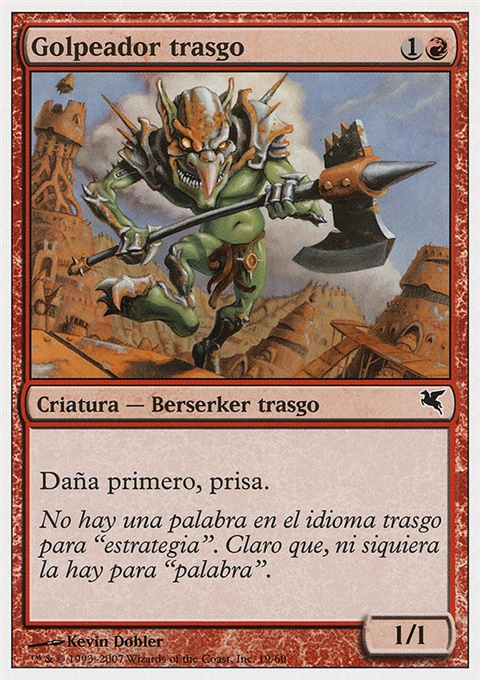 Golpeador trasgo 1
Criatura — Berserker trasgo
Daña primero, prisa.
No hay una palabra en el idioma trasgo
para “estrategia”. Claro que, ni siquiera
la hay para “palabra”.
1/1
Kevin Dobler
™ & © 1993-2007 Wizards of the Coast, Inc. 19/60